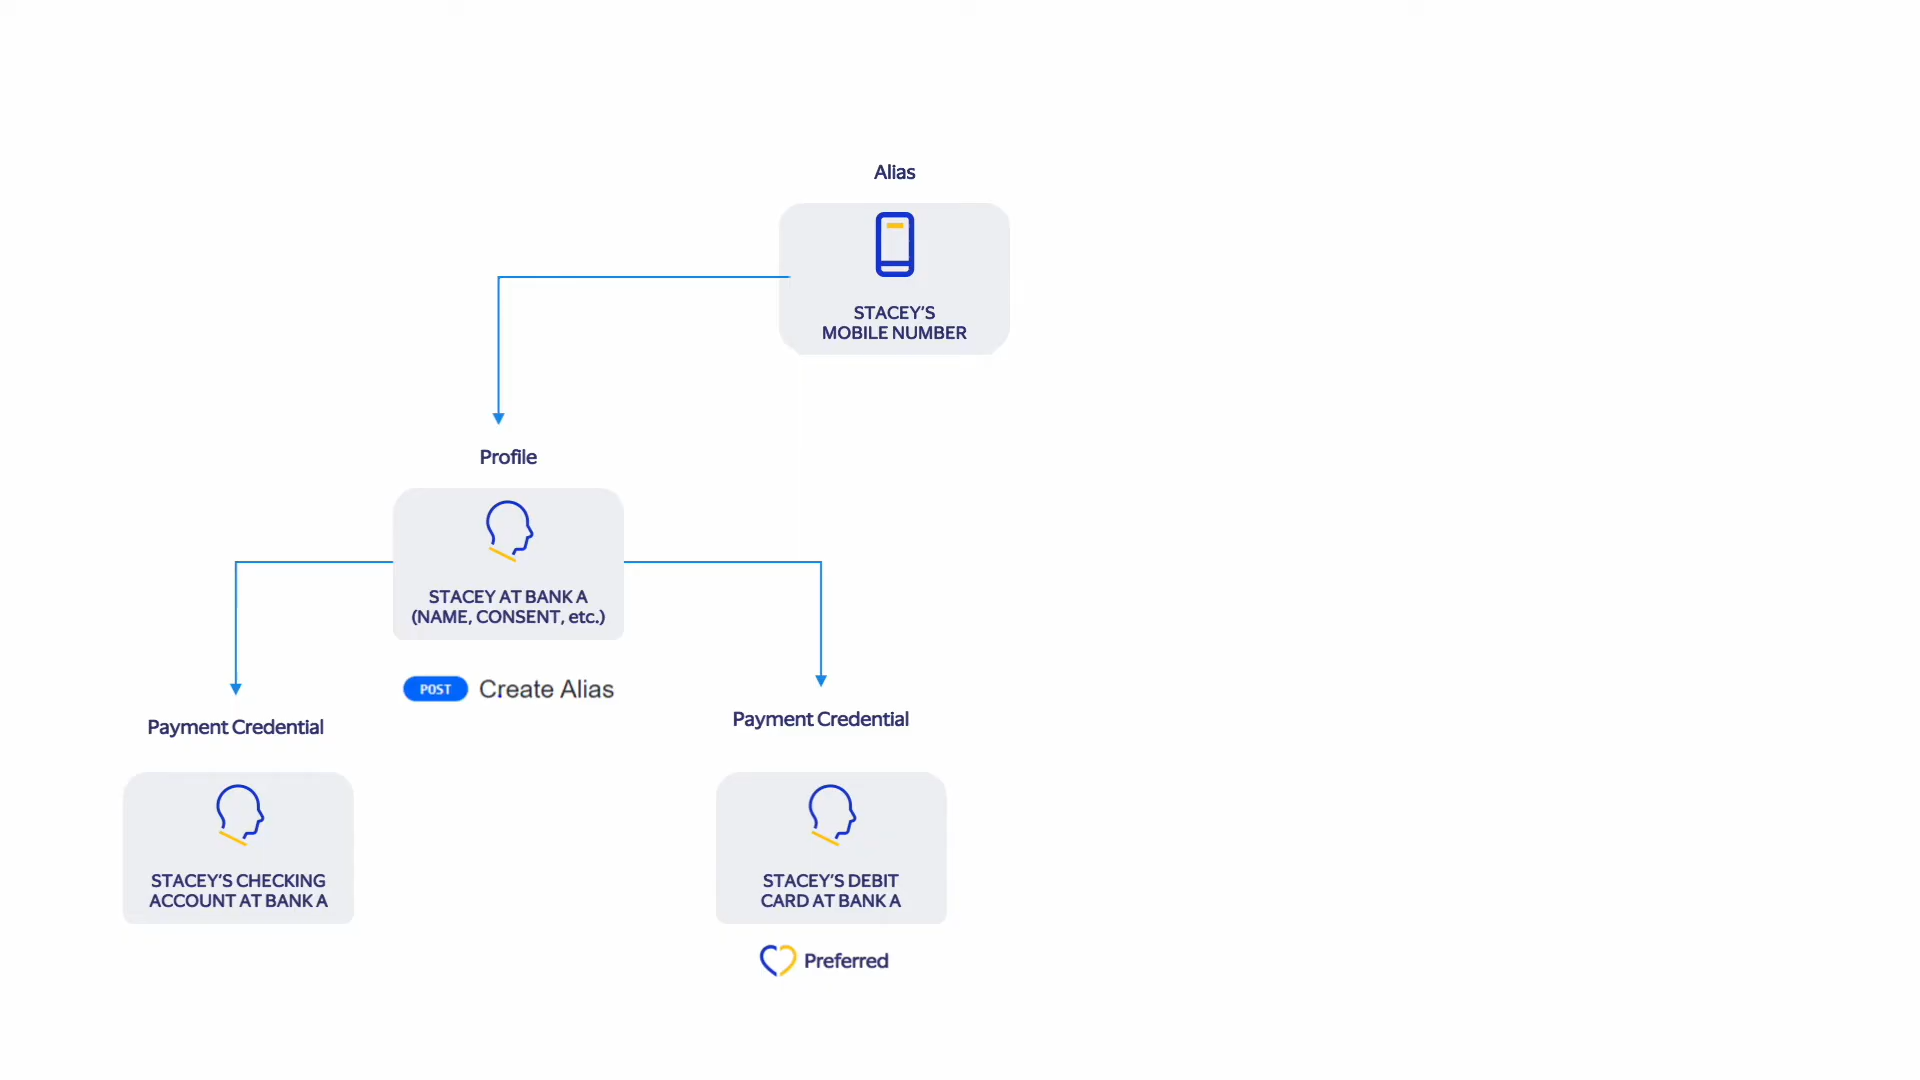 Alias
STACEY'S
MOBILE NUMBER
Profile
STACEY AT BANK A
(NAME, CONSENT, etc.)
POST Create Alias
Payment Credential
STACEY'S CHECKING
ACCOUNT AT BANK A
Payment Credential
STACEY'S DEBIT
CARD AT BANK A
Preferred